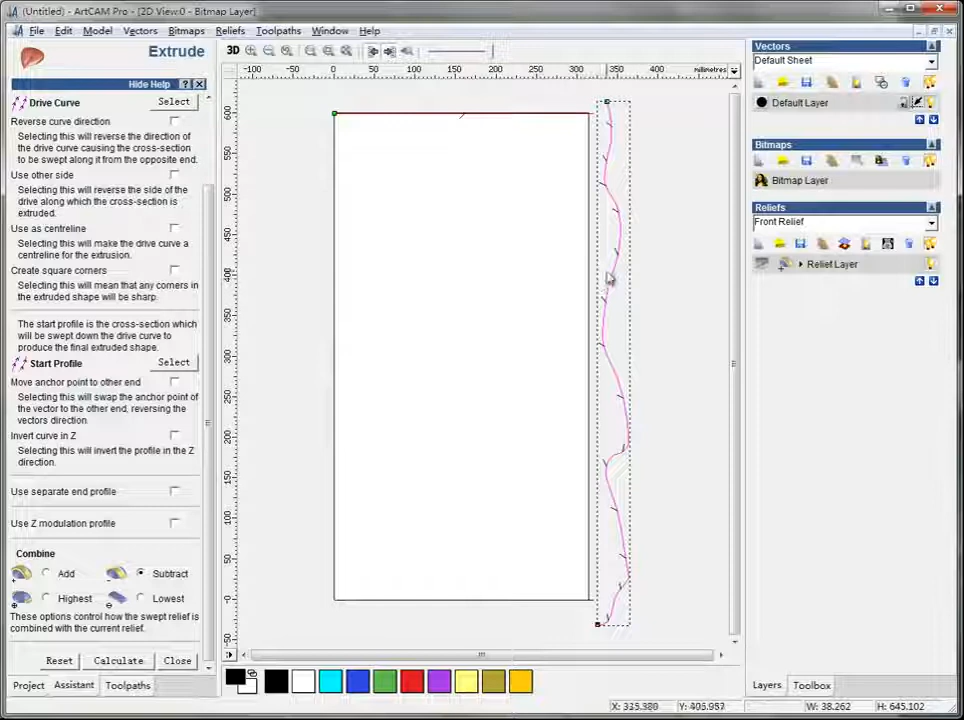 (Untitled) - ArtCAM Pro - [2D View:0 - Bitmap Layer]
File Edit Model Vectors Bitmaps Reliefs Toolpaths Window Help
Extrude
Hide Help ?
Drive Curve Select
Reverse curve direction
Selecting this will reverse the direction of
the drive curve causing the cross-section
to be swept along it from the opposite end.
Use other side
Selecting this will reverse the side of the
drive along which the cross-section is
extruded.
Use as centreline
Selecting this will make the drive curve a
centreline for the extrusion.
Create square corners
Selecting this will mean that any corners in
the extruded shape will be sharp.
The start profile is the cross-section which
will be swept down the drive curve to
produce the final extruded shape.
Start Profile Select
Move anchor point to other end
Selecting this will swap the anchor point of
the vector to the other end, reversing the
vectors direction.
Invert curve in Z
Selecting this will invert the profile in the Z
direction.
Use separate end profile
Use Z modulation profile
Combine
Add Subtract
Highest Lowest
These options control how the swept relief is
combined with the current relief.
Reset Calculate Close
Project Assistant Toolpaths
3D
-100 -50 0 50 100 150 200 250 300 350 400 millimetres
600
550
500
450
400
350
300
250
200
150
100
50
-0
-50
Vectors
Default Sheet
Default Layer
Bitmaps
Bitmap Layer
Reliefs
Front Relief
Relief Layer
Layers Toolbox
W: 38.262 H: 645.102